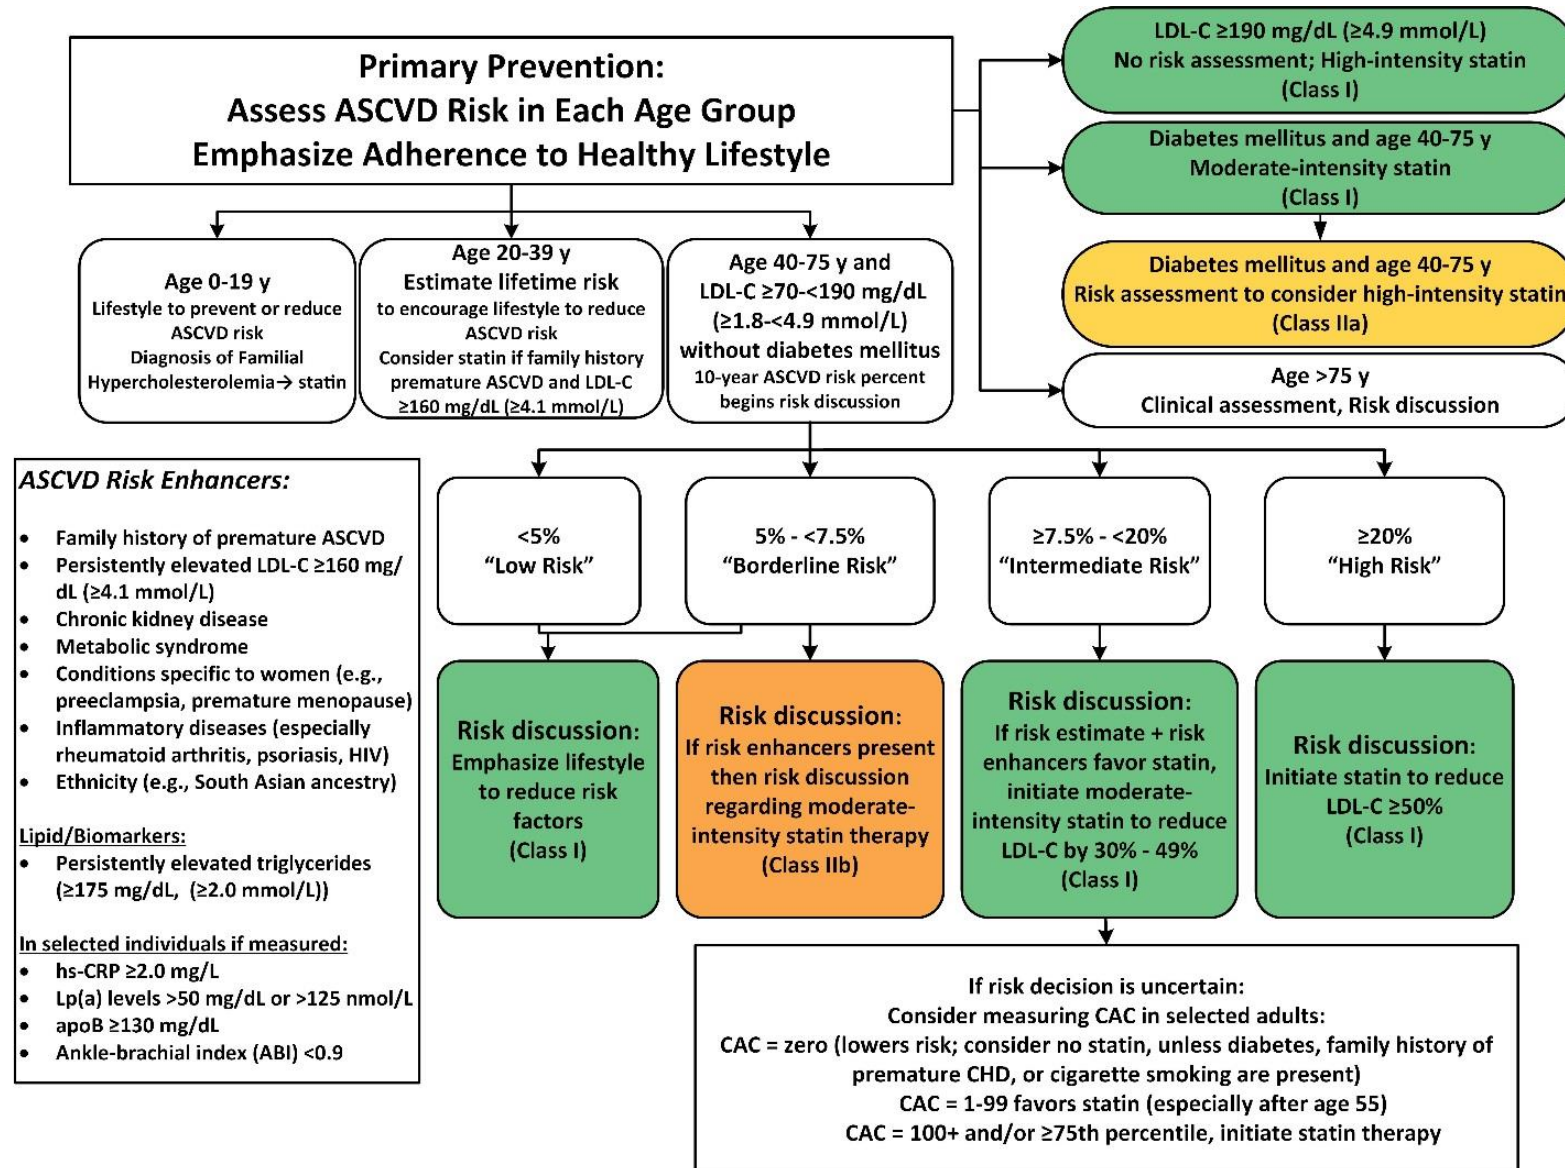 Primary Prevention:
Assess ASCVD Risk in Each Age Group
Emphasize Adherence to Healthy Lifestyle
LDL-C ≥190 mg/dL (≥4.9 mmol/L)
No risk assessment; High-intensity statin
(Class I)
Diabetes mellitus and age 40-75 y
Moderate-intensity statin
(Class I)
Diabetes mellitus and age 40-75 y
Risk assessment to consider high-intensity statin
(Class IIa)
Age >75 y
Clinical assessment, Risk discussion
Age 0-19 y
Lifestyle to prevent or reduce
ASCVD risk
Diagnosis of Familial
Hypercholesterolemia→ statin
Age 20-39 y
Estimate lifetime risk
to encourage lifestyle to reduce
ASCVD risk
Consider statin if family history
premature ASCVD and LDL-C
≥160 mg/dL (≥4.1 mmol/L)
Age 40-75 y and
LDL-C ≥70-<190 mg/dL
(≥1.8-<4.9 mmol/L)
without diabetes mellitus
10-year ASCVD risk percent
begins risk discussion
ASCVD Risk Enhancers:
• Family history of premature ASCVD
• Persistently elevated LDL-C ≥160 mg/
dL (≥4.1 mmol/L)
• Chronic kidney disease
• Metabolic syndrome
• Conditions specific to women (e.g.,
preeclampsia, premature menopause)
• Inflammatory diseases (especially
rheumatoid arthritis, psoriasis, HIV)
• Ethnicity (e.g., South Asian ancestry)
Lipid/Biomarkers:
• Persistently elevated triglycerides
(≥175 mg/dL, (≥2.0 mmol/L))
In selected individuals if measured:
• hs-CRP ≥2.0 mg/L
• Lp(a) levels >50 mg/dL or >125 nmol/L
• apoB ≥130 mg/dL
• Ankle-brachial index (ABI) <0.9
<5%
“Low Risk”
5% - <7.5%
“Borderline Risk”
≥7.5% - <20%
“Intermediate Risk”
≥20%
“High Risk”
Risk discussion:
Emphasize lifestyle
to reduce risk
factors
(Class I)
Risk discussion:
If risk enhancers present
then risk discussion
regarding moderate-
intensity statin therapy
(Class IIb)
Risk discussion:
If risk estimate + risk
enhancers favor statin,
initiate moderate-
intensity statin to reduce
LDL-C by 30% - 49%
(Class I)
Risk discussion:
Initiate statin to reduce
LDL-C ≥50%
(Class I)
If risk decision is uncertain:
Consider measuring CAC in selected adults:
CAC = zero (lowers risk; consider no statin, unless diabetes, family history of
premature CHD, or cigarette smoking are present)
CAC = 1-99 favors statin (especially after age 55)
CAC = 100+ and/or ≥75th percentile, initiate statin therapy